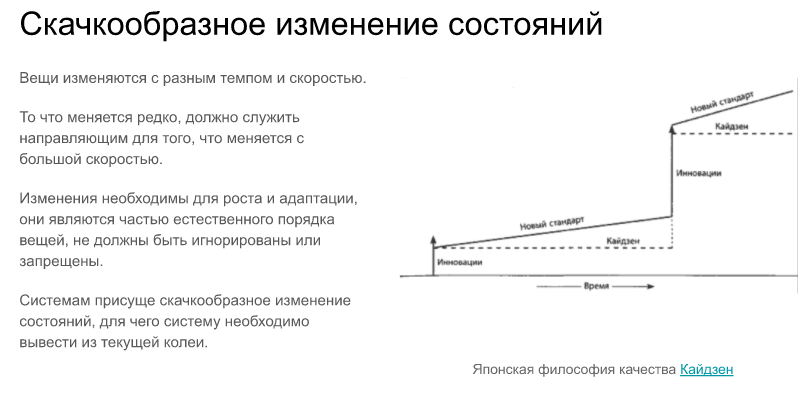 Скачкообразное изменение состояний
Вещи изменяются с разным темпом и скоростью.
То что меняется редко, должно служить
направляющим для того, что меняется с
большой скоростью.
Изменения необходимы для роста и адаптации,
они являются частью естественного порядка
вещей, не должны быть игнорированы или
запрещены.
Системам присуще скачкообразное изменение
состояний, для чего систему необходимо
вывести из текущей колеи.
Новый стандарт
Кайдзен
Инновации
Новый стандарт
Кайдзен
Инновации
Время
Японская философия качества Кайдзен